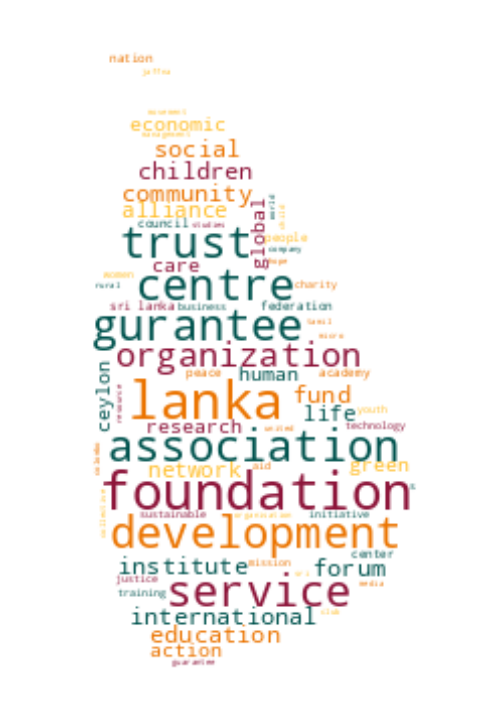 nation
jaffna
economic
social
children
community
alliance
council studies
global
world
child
trust
people
company
care
hope
women
centre
rural
charity
sri lanka business federation
tamil
gurantee
micro
organization
peace human academy
ceylon
research
lanka
fund
life youth
research
united
technology
association
network aid
green
foundation
sustainable organisation initiative
development
center
institute mission forum
justice
media
training
service
international club
education
action
guarantee